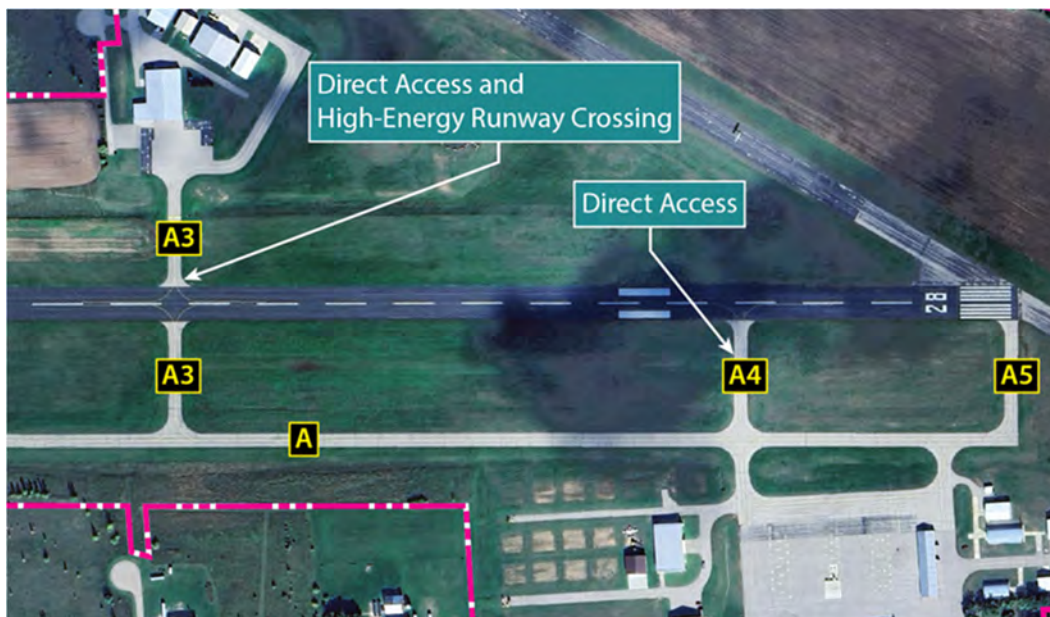 Direct Access and
High-Energy Runway Crossing
Direct Access
A3
28
A3
A4
A5
A